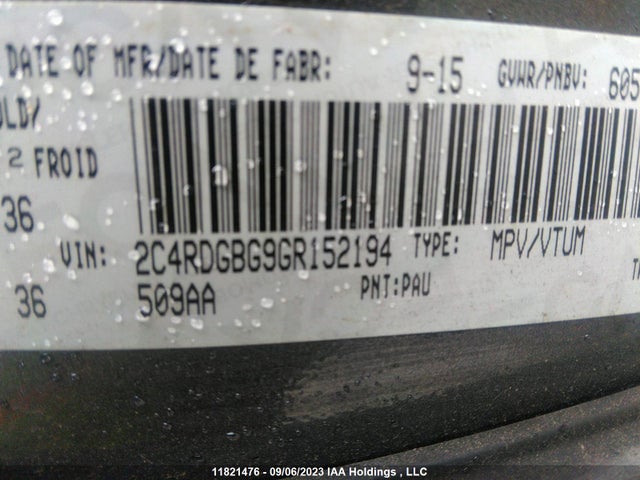 DATE OF MFR/DATE DE FABR: 9-15 GVWR/PNBV: 605
OLD/
2 FROID
36
VIN: 2C4RDGBG9GR152194 TYPE: MPV/VTUM
36 509AA PNT:PAU
11821476 - 09/06/2023 IAA Holdings , LLC